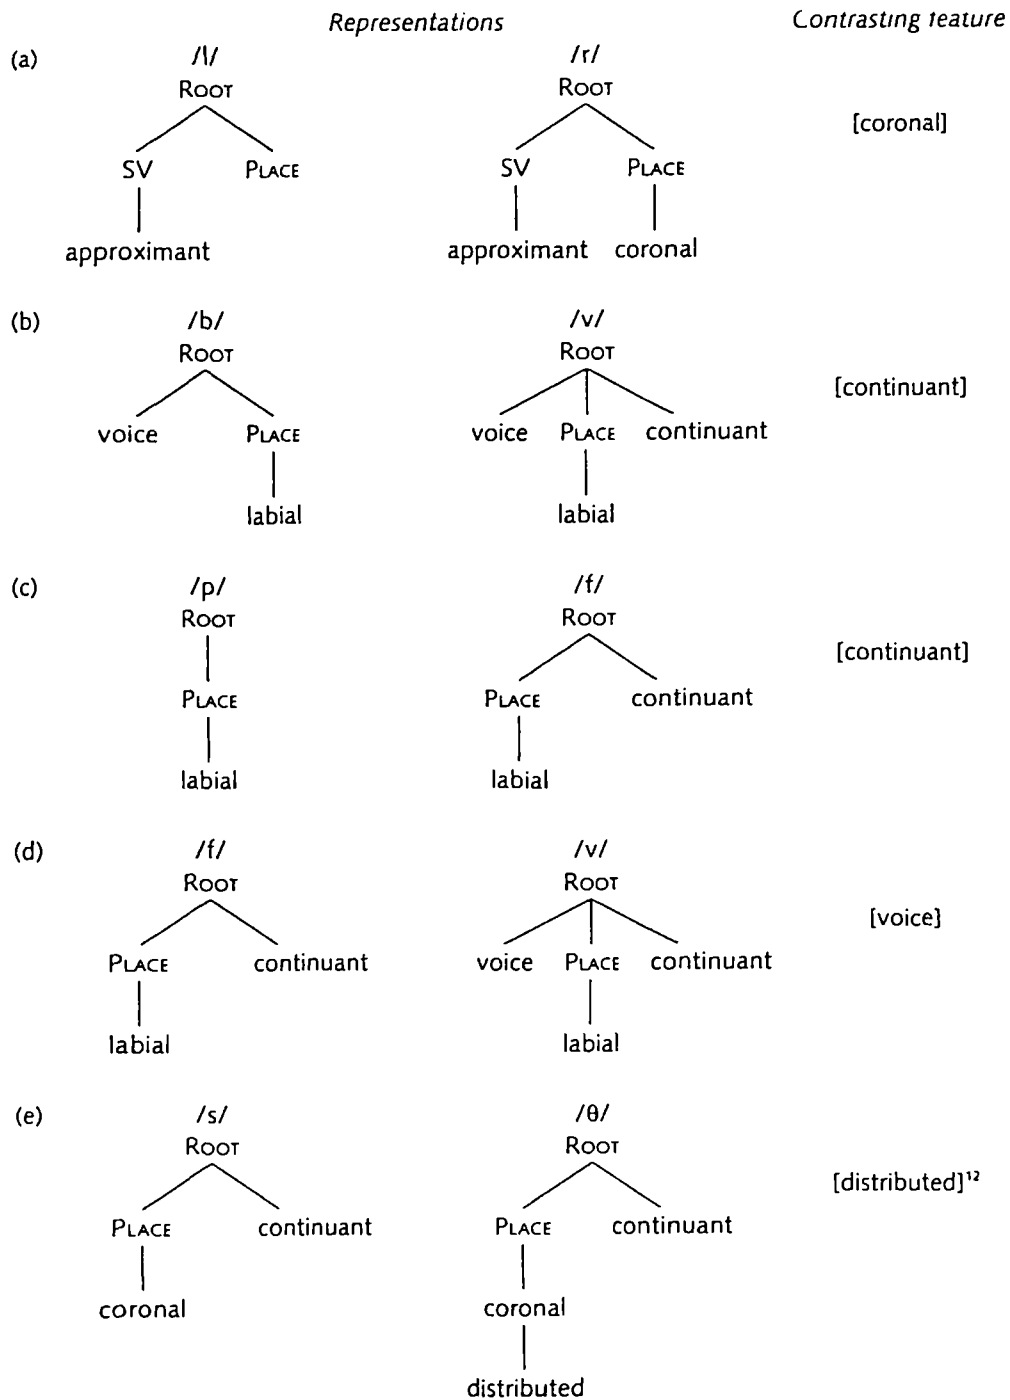 Representations Contrasting feature
(a) /l/ /r/
ROOT ROOT [coronal]
SV PLACE SV PLACE
approximant approximant coronal
(b) /b/ /v/
ROOT ROOT [continuant]
voice PLACE voice PLACE continuant
labial labial
(c) /p/ /f/
ROOT ROOT [continuant]
PLACE PLACE continuant
labial labial
(d) /f/ /v/
ROOT ROOT [voice]
PLACE continuant voice PLACE continuant
labial labial
(e) /s/ /θ/
ROOT ROOT [distributed]¹²
PLACE continuant PLACE continuant
coronal coronal
distributed